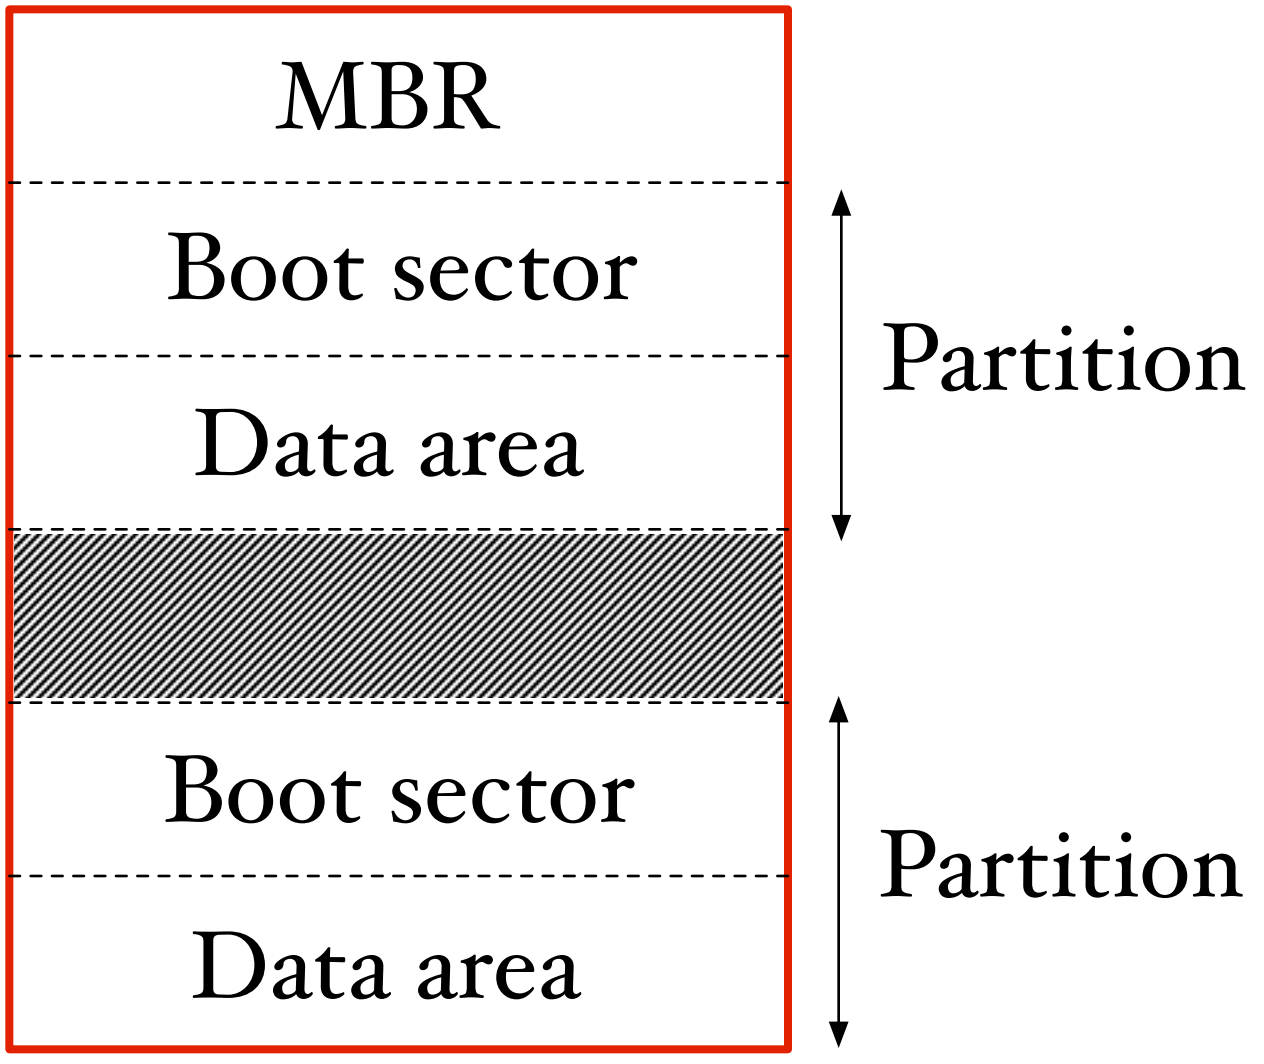 MBR
Boot sector
Partition
Data area
Boot sector
Partition
Data area